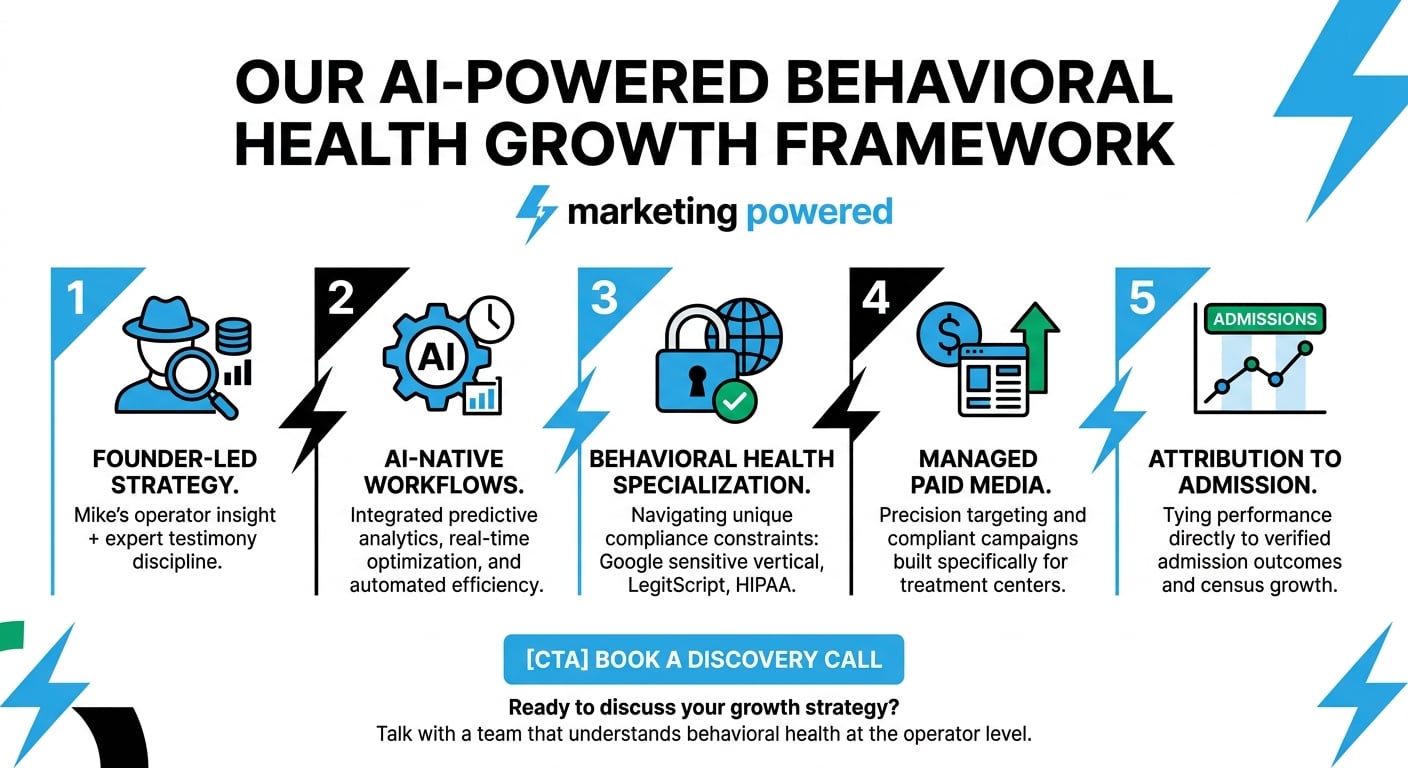 OUR AI-POWERED BEHAVIORAL
HEALTH GROWTH FRAMEWORK
marketing powered
1
FOUNDER-LED
STRATEGY.
Mike's operator insight
+ expert testimony
discipline.
2
AI
AI-NATIVE
WORKFLOWS.
Integrated predictive
analytics, real-time
optimization, and
automated efficiency.
3
BEHAVIORAL HEALTH
SPECIALIZATION.
Navigating unique
compliance constraints:
Google sensitive vertical,
LegitScript, HIPAA.
4
$
MANAGED
PAID MEDIA.
Precision targeting and
compliant campaigns
built specifically for
treatment centers.
5
ADMISSIONS
ATTRIBUTION TO
ADMISSION.
Tying performance
directly to verified
admission outcomes
and census growth.
[CTA] BOOK A DISCOVERY CALL
Ready to discuss your growth strategy?
Talk with a team that understands behavioral health at the operator level.